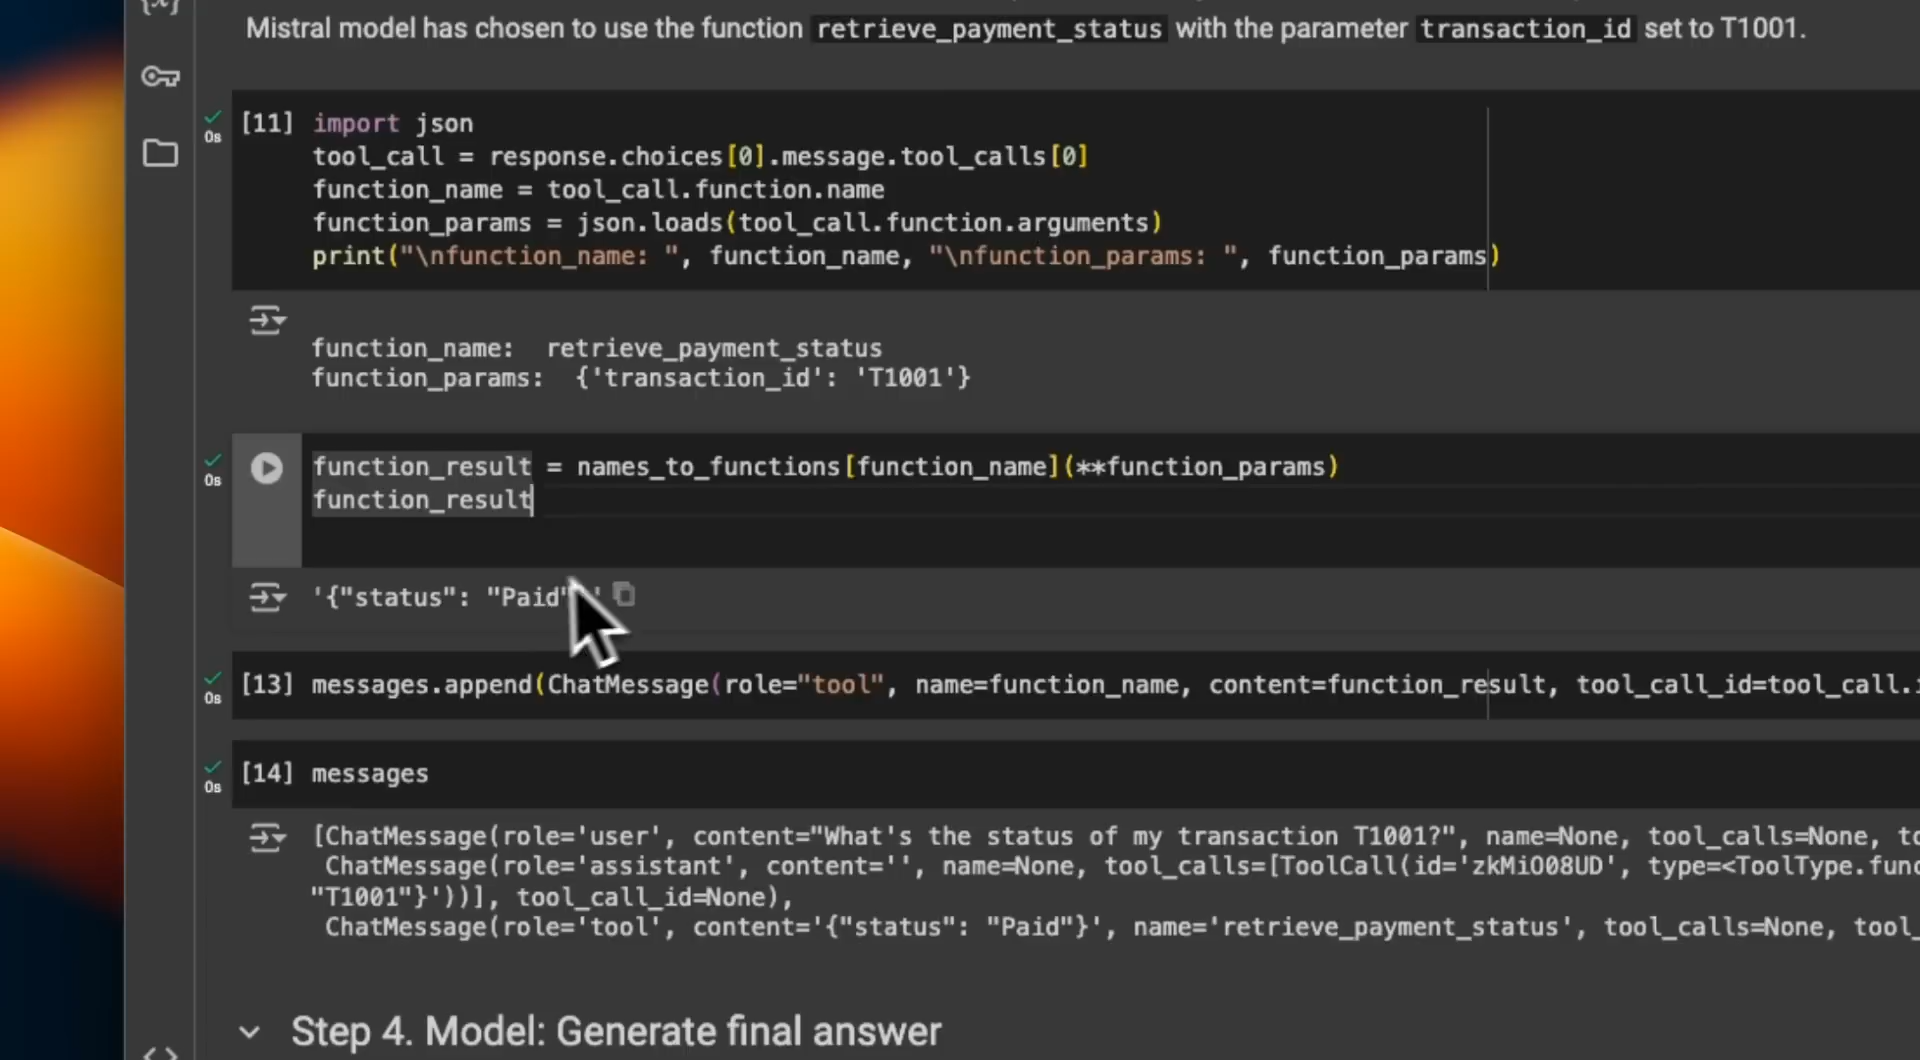 Mistral model has chosen to use the function retrieve_payment_status with the parameter transaction_id set to T1001.
[11] import json
tool_call = response.choices[0].message.tool_calls[0]
0s
function_name = tool_call.function.name
function_params = json.loads(tool_call.function.arguments)
print("\nfunction_name: ", function_name, "\nfunction_params: ", function_params)
function_name:  retrieve_payment_status
function_params:  {'transaction_id': 'T1001'}
function_result = names_to_functions[function_name](**function_params)
0s
function_result
'{"status": "Paid" '
[13] messages.append(ChatMessage(role="tool", name=function_name, content=function_result, tool_call_id=tool_call.
0s
[14] messages
0s
[ChatMessage(role='user', content="What's the status of my transaction T1001?", name=None, tool_calls=None,
ChatMessage(role='assistant', content='', name=None, tool_calls=[ToolCall(id='zkMiO08UD', type=<ToolType.func
"T1001"}'))], tool_call_id=None),
ChatMessage(role='tool', content='{"status": "Paid"}', name='retrieve_payment_status', tool_calls=None, tool_
Step 4. Model: Generate final answer